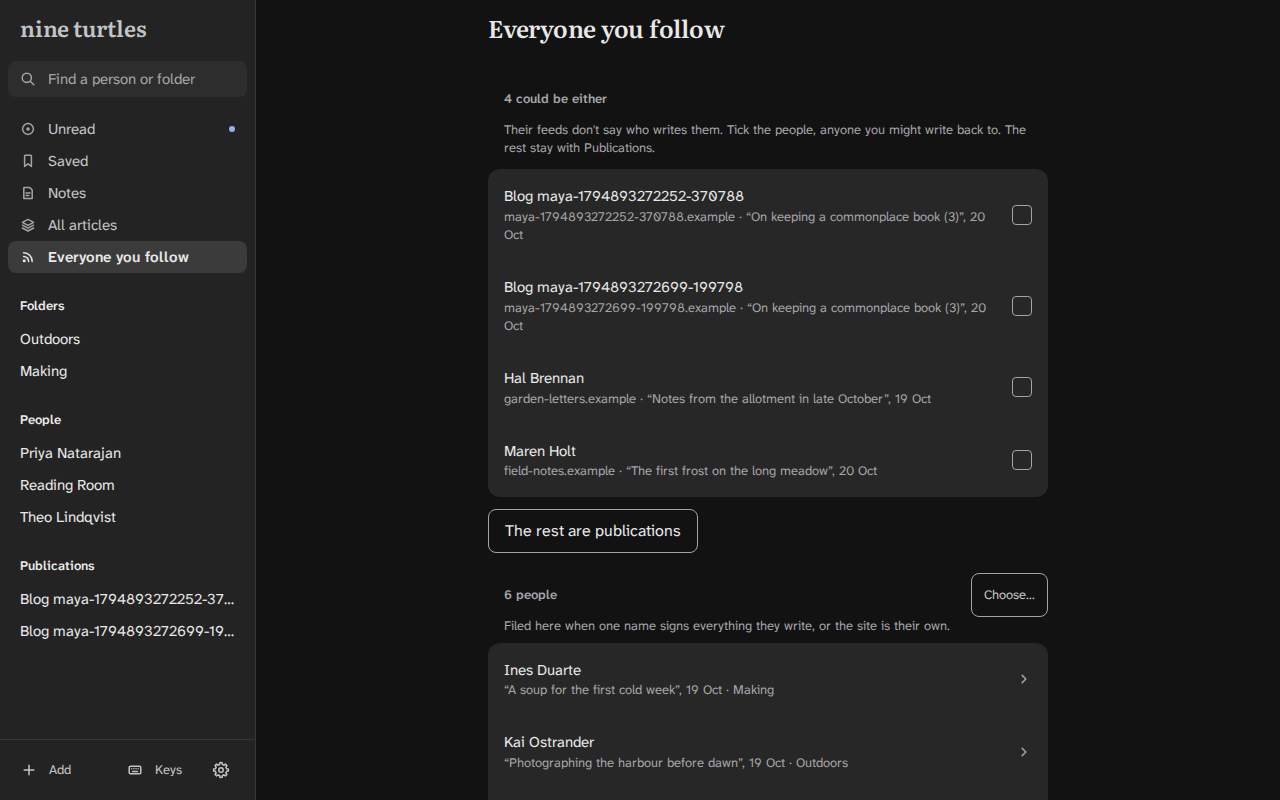 nine turtles
Find a person or folder
Unread
Saved
Notes
All articles
Everyone you follow
Folders
Outdoors
Making
People
Priya Natarajan
Reading Room
Theo Lindqvist
Publications
Blog maya-1794893272252-37…
Blog maya-1794893272699-19…
Add
Keys
Everyone you follow
4 could be either
Their feeds don't say who writes them. Tick the people, anyone you might write back to. The
rest stay with Publications.
Blog maya-1794893272252-370788
maya-1794893272252-370788.example · “On keeping a commonplace book (3)”, 20
Oct
Blog maya-1794893272699-199798
maya-1794893272699-199798.example · “On keeping a commonplace book (3)”, 20
Oct
Hal Brennan
garden-letters.example · “Notes from the allotment in late October”, 19 Oct
Maren Holt
field-notes.example · “The first frost on the long meadow”, 20 Oct
The rest are publications
6 people
Choose…
Filed here when one name signs everything they write, or the site is their own.
Ines Duarte
“A soup for the first cold week”, 19 Oct · Making
Kai Ostrander
“Photographing the harbour before dawn”, 19 Oct · Outdoors